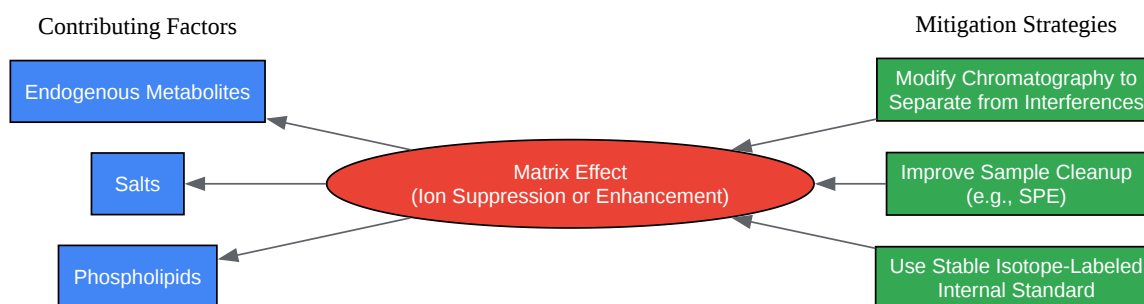 Contributing Factors
Endogenous Metabolites
Salts
Phospholipids
Matrix Effect
(Ion Suppression or Enhancement)
Mitigation Strategies
Modify Chromatography to
Separate from Interferences
Improve Sample Cleanup
(e.g., SPE)
Use Stable Isotope-Labeled
Internal Standard